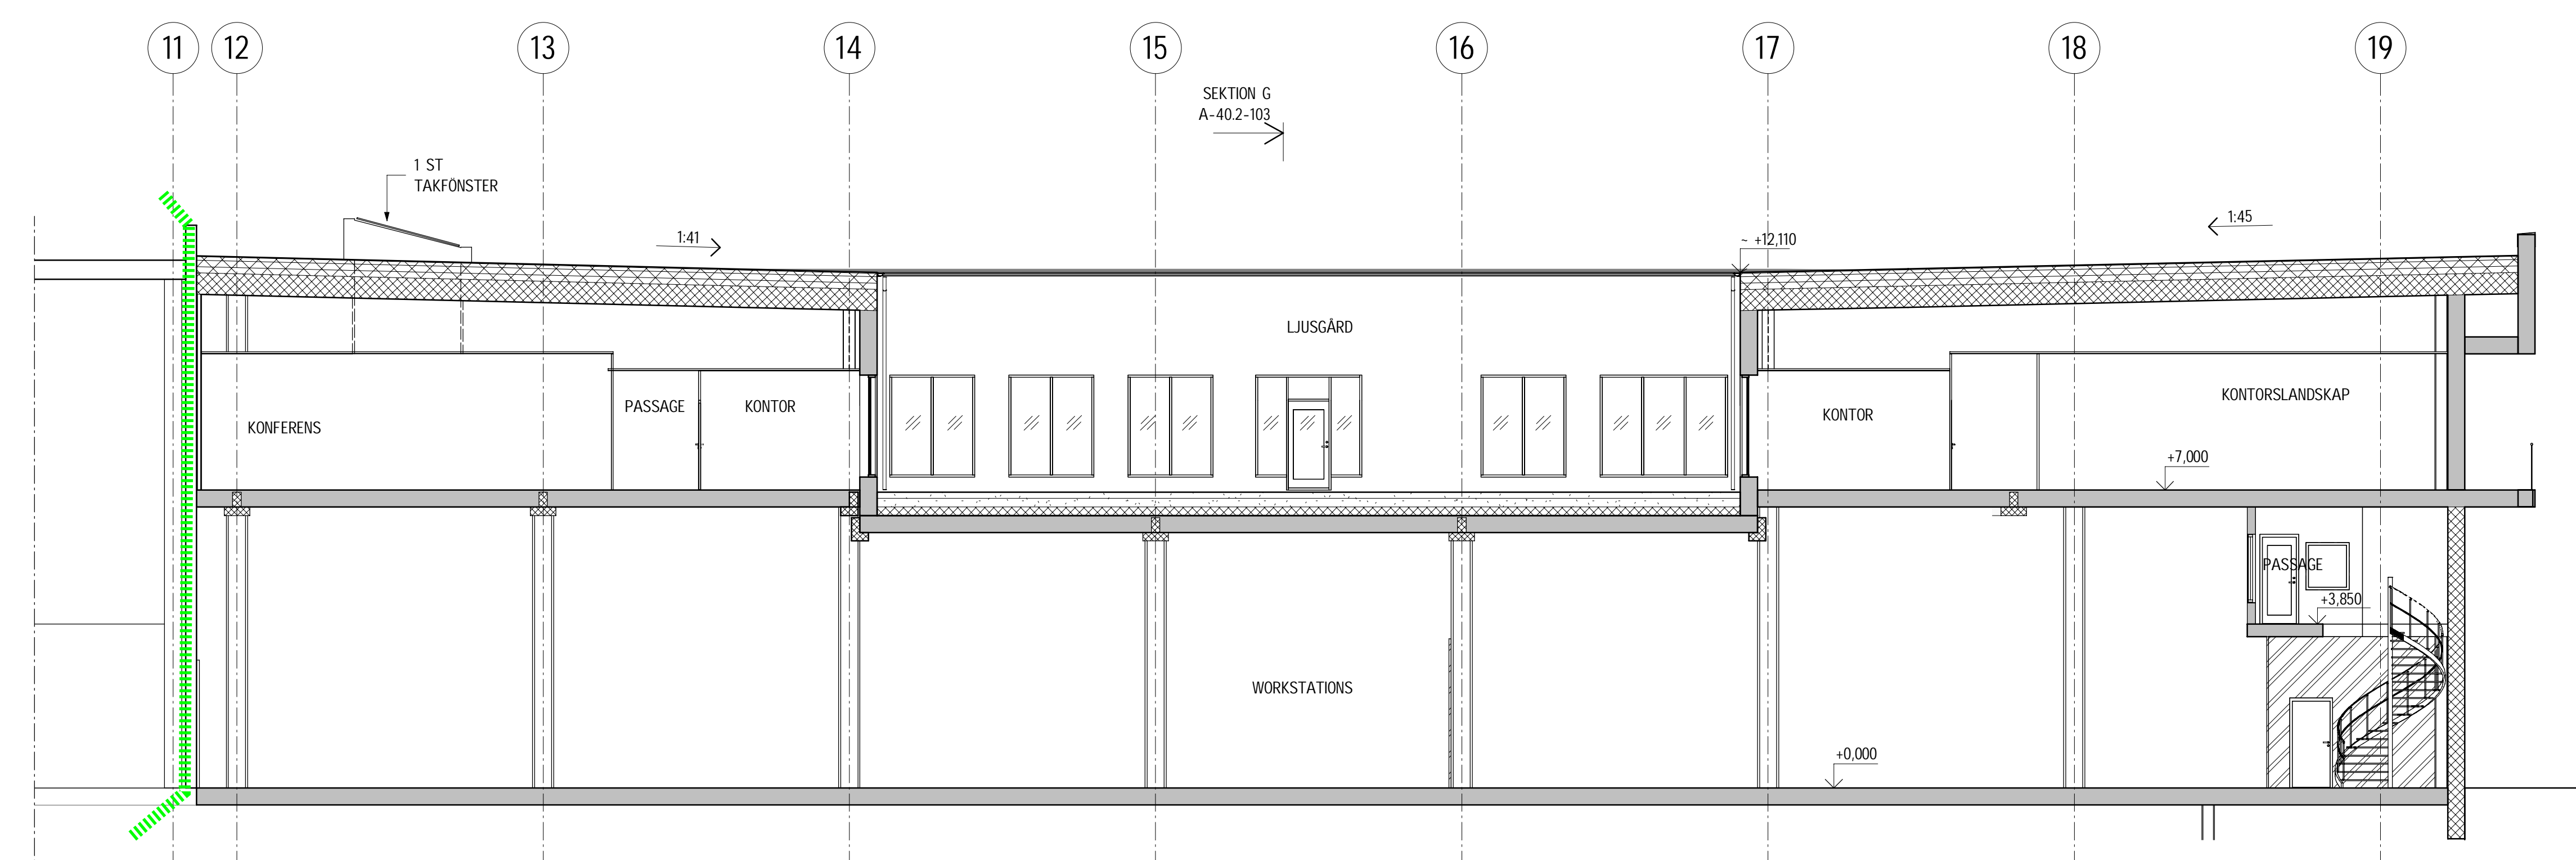 11
12
13
14
15
16
17
18
19
SEKTION G
A-40.2-103
1 ST
TAKFÖNSTER
1:41
~ +12,110
1:45
LJUSGÅRD
KONFERENS
PASSAGE
KONTOR
KONTOR
KONTORSLANDSKAP
+7,000
PASSAGE
+3,850
WORKSTATIONS
+0,000